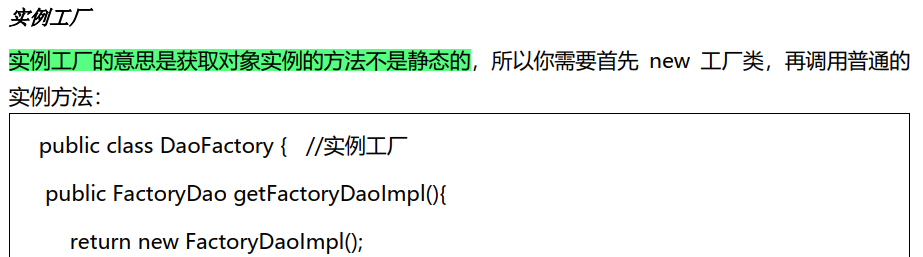 实例工厂
实例工厂的意思是获取对象实例的方法不是静态的，所以你需要首先 new 工厂类，再调用普通的
实例方法：
public class DaoFactory { //实例工厂
public FactoryDao getFactoryDaoImpl(){
return new FactoryDaoImpl();